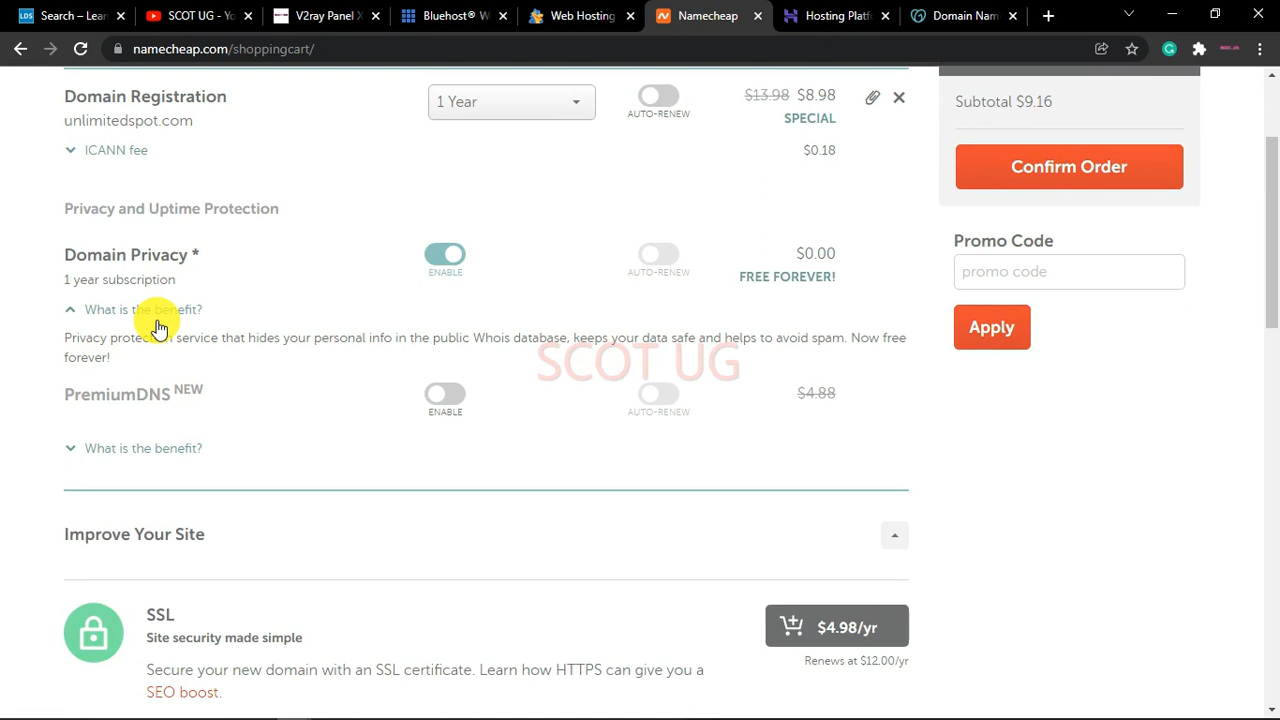 Search – Lear
SCOT UG - Yo
V2ray Panel X
Bluehost® W
Web Hosting
Namecheap
Hosting Platf
Domain Nam
namecheap.com/shoppingcart/
Domain Registration
1 Year
AUTO-RENEW
$13.98 $8.98
Subtotal $9.16
unlimitedspot.com
SPECIAL
ICANN fee
$0.18
Confirm Order
Privacy and Uptime Protection
Domain Privacy *
ENABLE
AUTO-RENEW
$0.00
Promo Code
1 year subscription
FREE FOREVER!
promo code
What is the benefit?
Apply
Privacy protection service that hides your personal info in the public Whois database, keeps your data safe and helps to avoid spam. Now free
forever!
SCOT UG
PremiumDNS NEW
ENABLE
AUTO-RENEW
$4.88
What is the benefit?
Improve Your Site
SSL
Site security made simple
$4.98/yr
Renews at $12.00/yr
Secure your new domain with an SSL certificate. Learn how HTTPS can give you a
SEO boost.